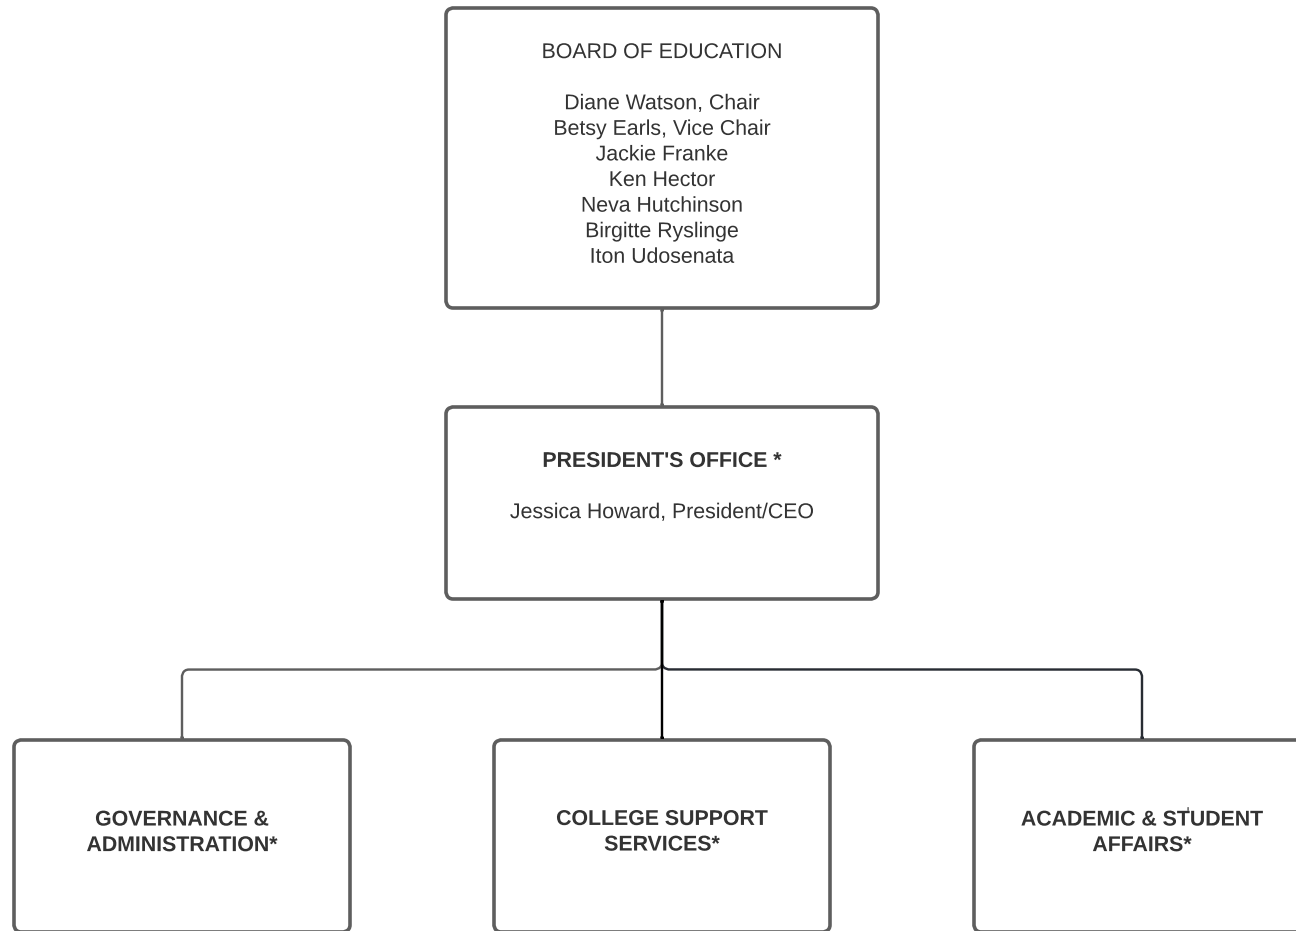 BOARD OF EDUCATION
Diane Watson, Chair
Betsy Earls, Vice Chair
Jackie Franke
Ken Hector
Neva Hutchinson
Birgitte Ryslinge
Iton Udosenata
PRESIDENT'S OFFICE *
Jessica Howard, President/CEO
GOVERNANCE &
ADMINISTRATION*
COLLEGE SUPPORT
SERVICES*
ACADEMIC & STUDENT
AFFAIRS*